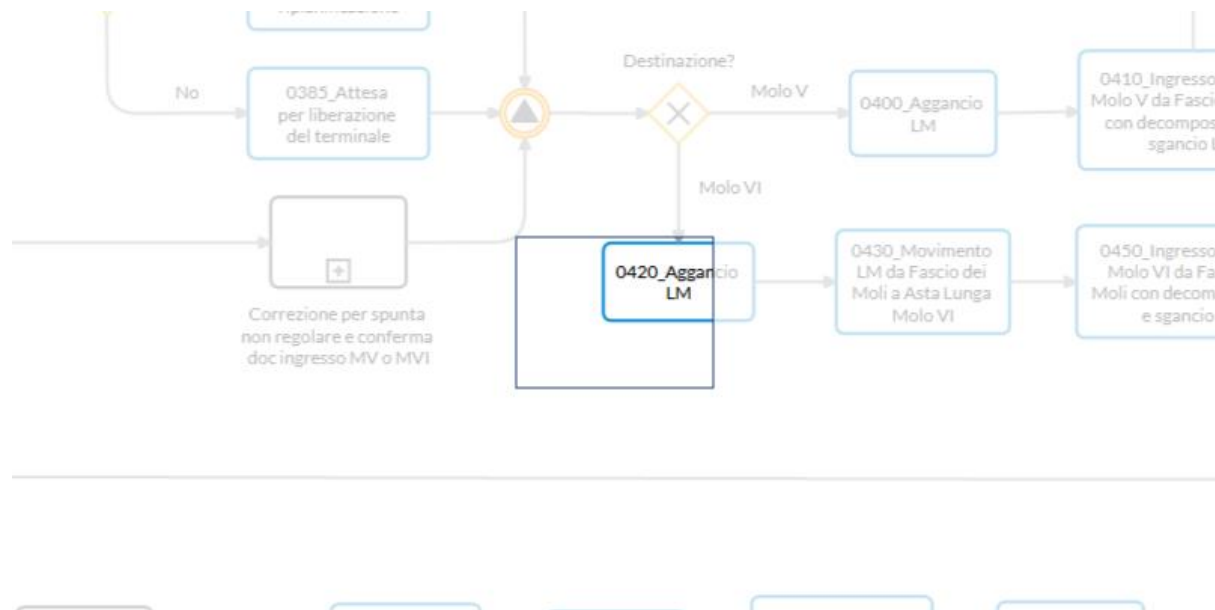 Destinazione?
No
0385_Attesa
per liberazione
del terminale
Molo V
0400_Aggancio
LM
0410_Ingresso
Molo V da Fascio
con decompos
sgancio
Molo VI
0420_Aggancio
LM
0430_Movimento
LM da Fascio dei
Moli a Asta Lunga
Molo VI
0450_Ingresso
Molo VI da Fa
Moli con decom
e sgancio
Correzione per spunta
non regolare e conferma
doc ingresso MV o MVI